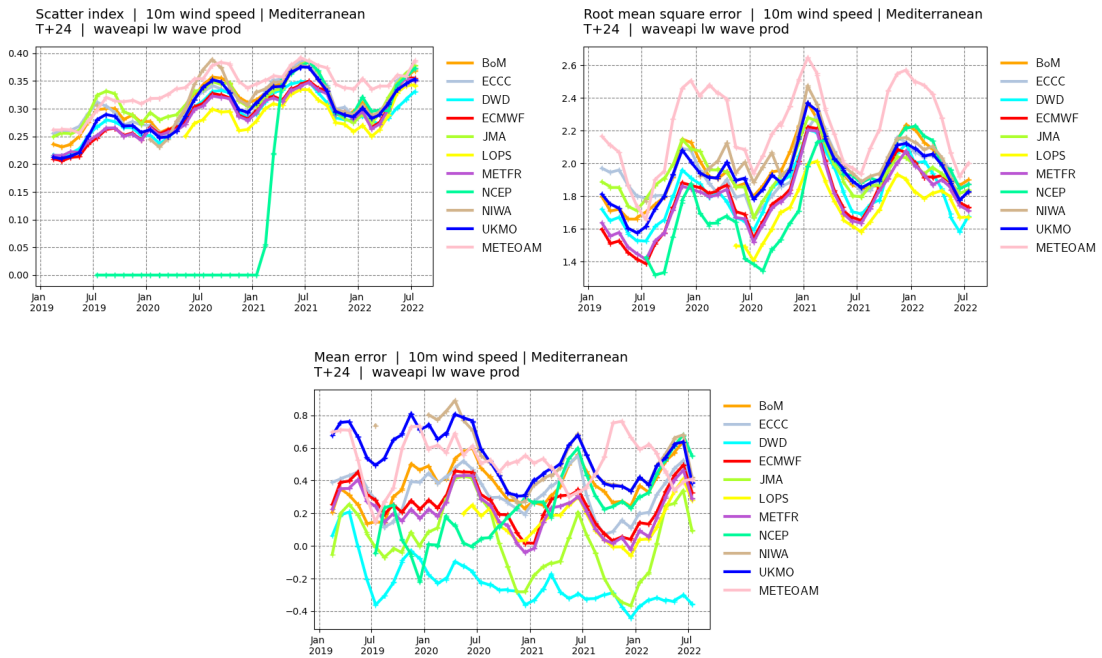 Scatter index | 10m wind speed | Mediterranean
T+24 | waveapi lw wave prod
0.40
0.35
0.30
0.25
0.20
0.15
0.10
0.05
0.00
Jan 2019
Jul 2019
Jan 2020
Jul 2020
Jan 2021
Jul 2021
Jan 2022
Jul 2022
BoM
ECCC
DWD
ECMWF
JMA
LOPS
METFR
NCEP
NIWA
UKMO
METEOAM
Root mean square error | 10m wind speed | Mediterranean
T+24 | waveapi lw wave prod
2.6
2.4
2.2
2.0
1.8
1.6
1.4
Jan 2019
Jul 2019
Jan 2020
Jul 2020
Jan 2021
Jul 2021
Jan 2022
Jul 2022
BoM
ECCC
DWD
ECMWF
JMA
LOPS
METFR
NCEP
NIWA
UKMO
METEOAM
Mean error | 10m wind speed | Mediterranean
T+24 | waveapi lw wave prod
0.8
0.6
0.4
0.2
0.0
−0.2
−0.4
Jan 2019
Jul 2019
Jan 2020
Jul 2020
Jan 2021
Jul 2021
Jan 2022
Jul 2022
BoM
ECCC
DWD
ECMWF
JMA
LOPS
METFR
NCEP
NIWA
UKMO
METEOAM